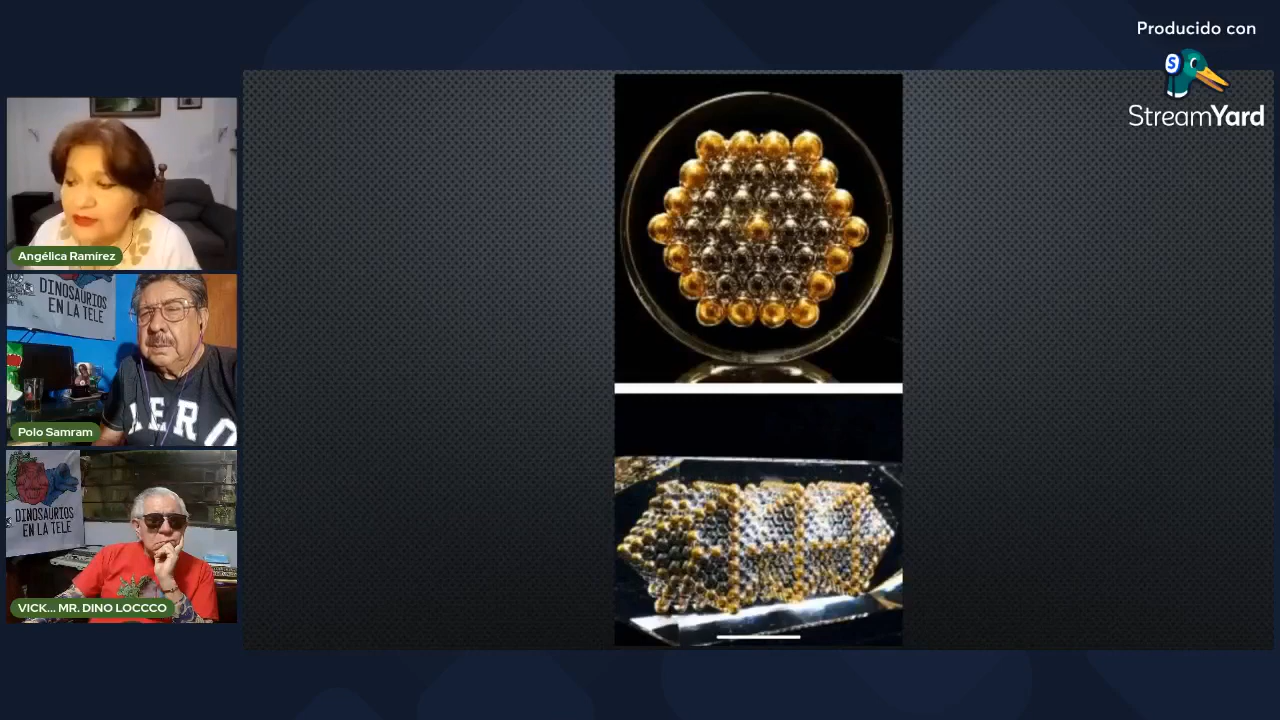 Producido con
StreamYard
Angélica Ramírez
DINOSAURIOS
EN LA TELE
Polo Samram
DINOSAURIOS
EN LA TELE
VICK... MR. DINO LOCCCO